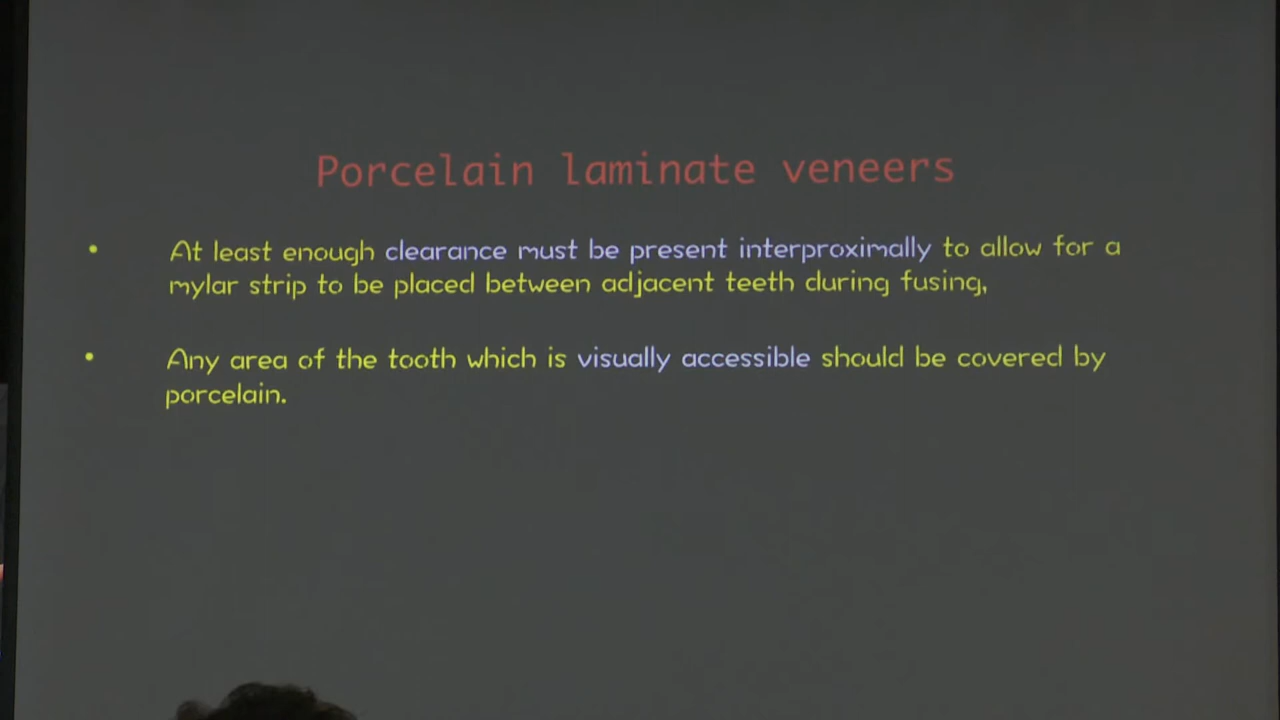 Porcelain laminate veneers
• At least enough clearance must be present interproximally to allow for a
mylar strip to be placed between adjacent teeth during fusing,
• Any area of the tooth which is visually accessible should be covered by
porcelain.